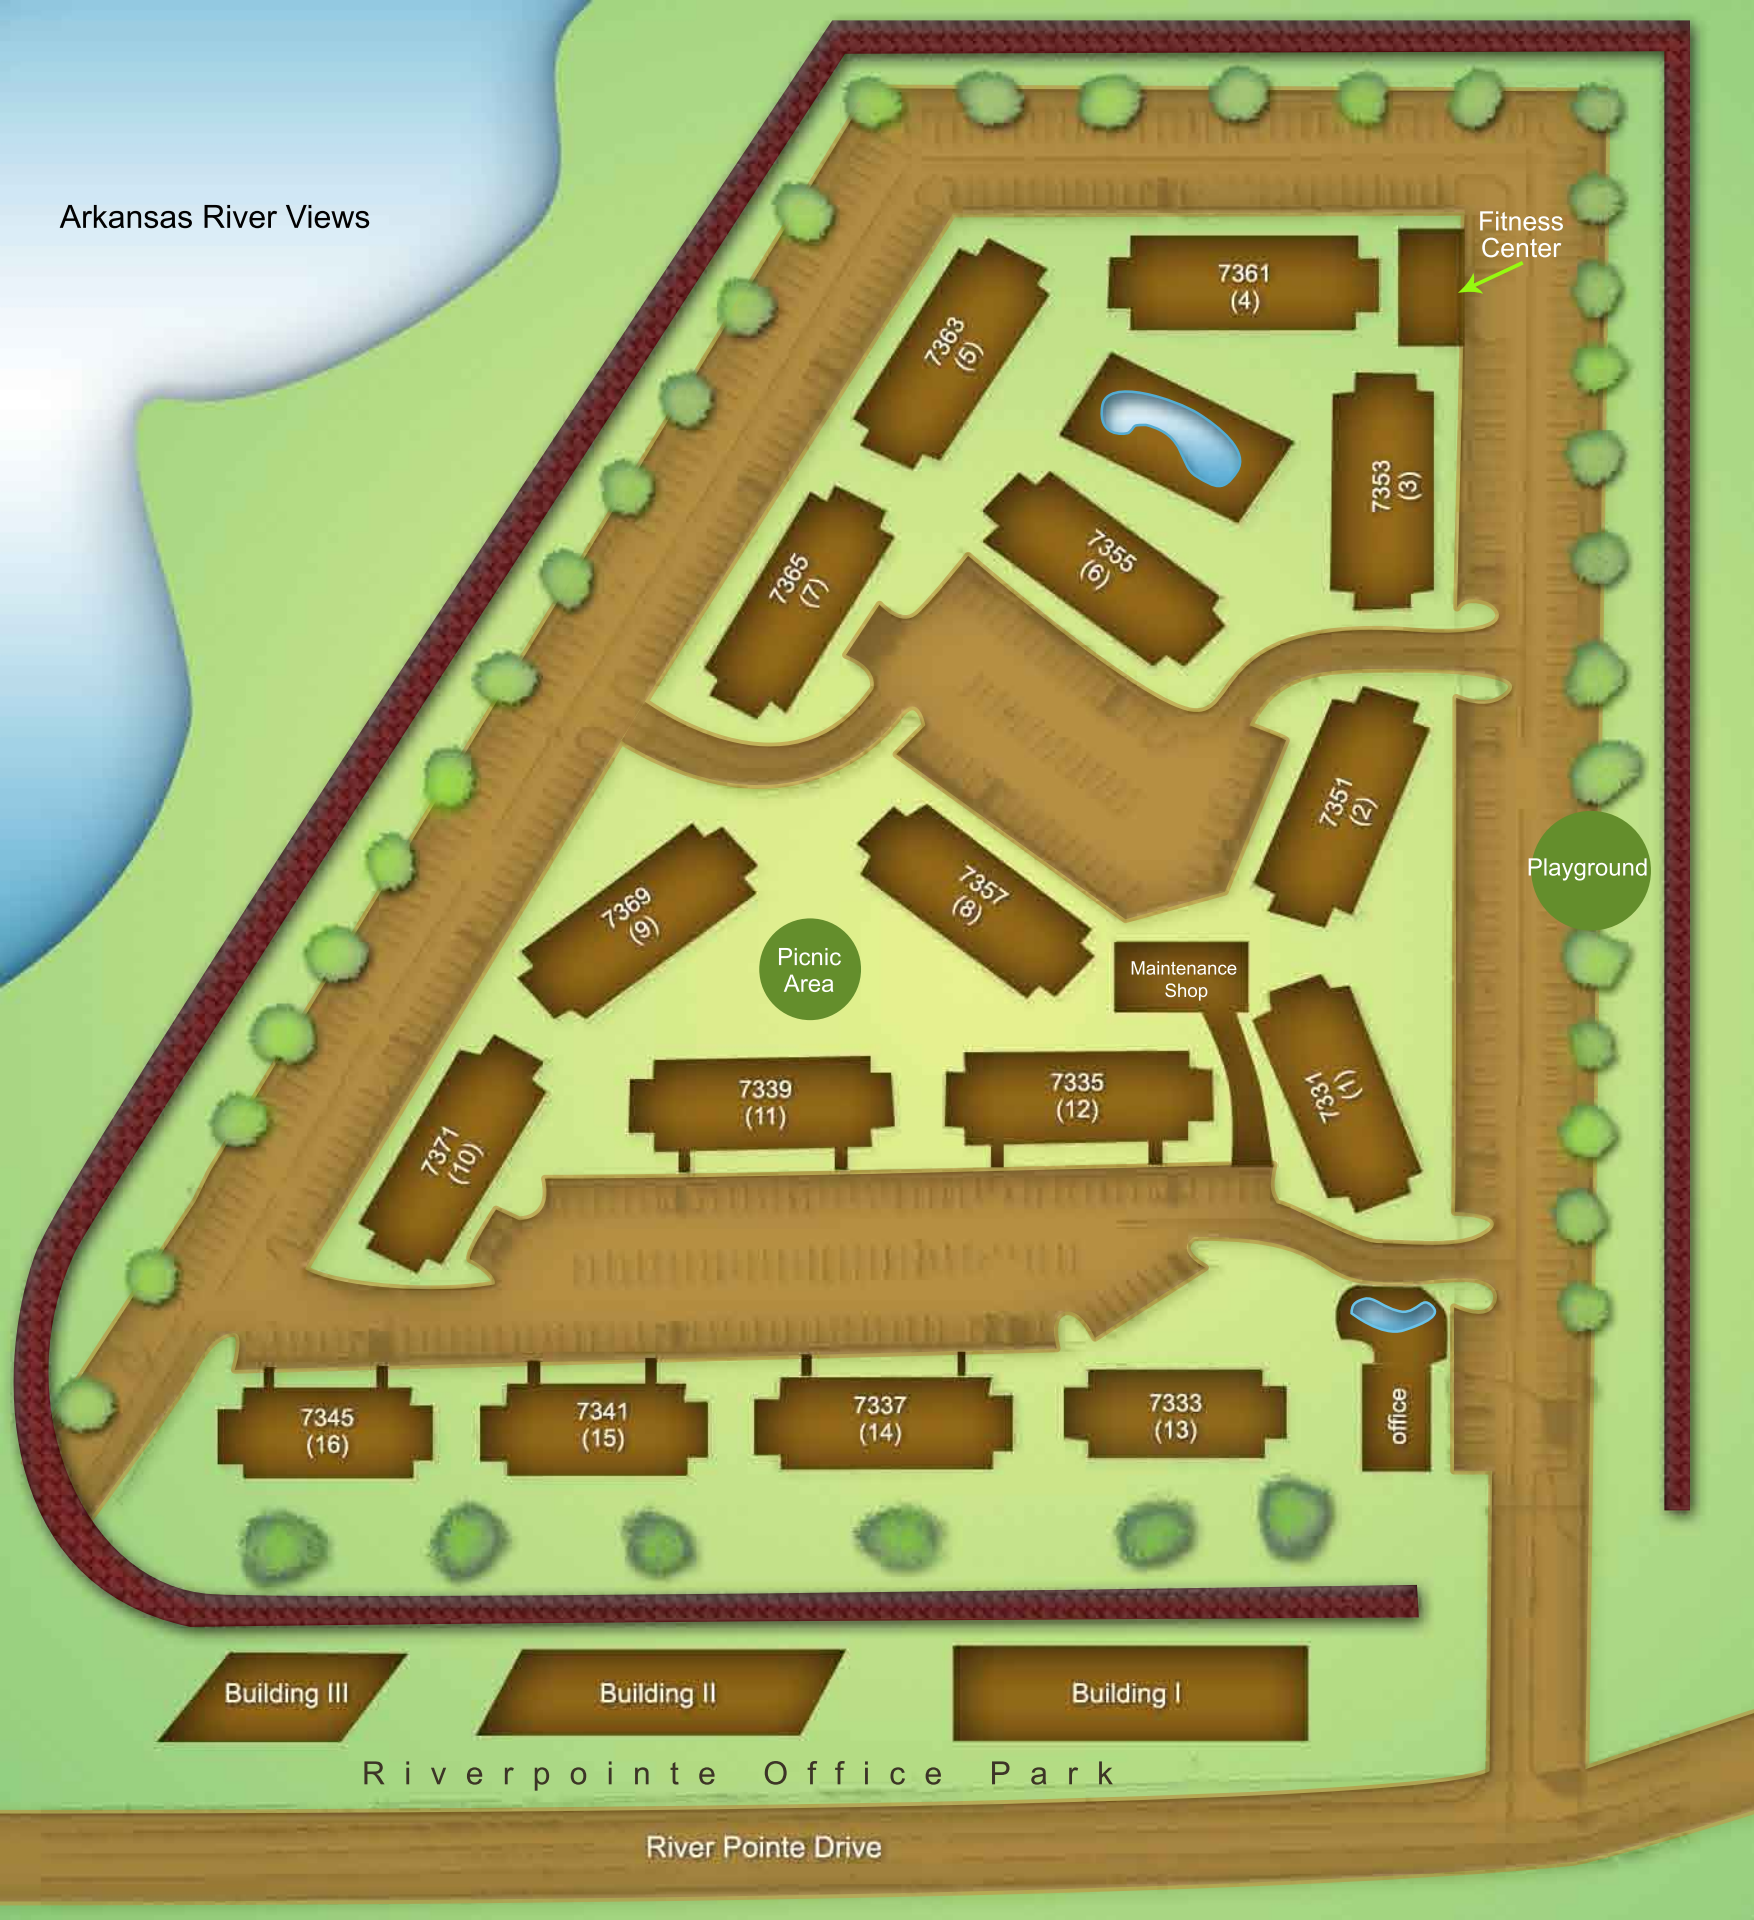 Arkansas River Views
Fitness
Center
7361
(4)
7363
(5)
7353
(3)
7355
(6)
7365
(7)
7351
(2)
Playground
7369
(9)
7357
(8)
Picnic
Area
Maintenance
Shop
7331
(1)
7339
(11)
7335
(12)
7371
(10)
7345
(16)
7341
(15)
7337
(14)
7333
(13)
office
Building III
Building II
Building I
Riverpointe Office Park
River Pointe Drive